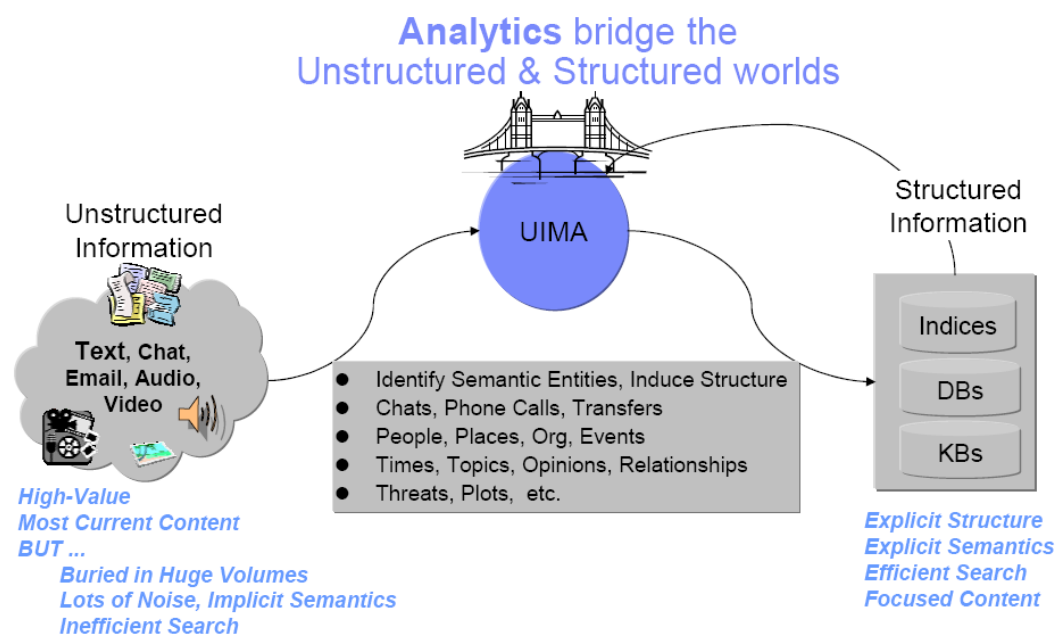 Analytics bridge the
Unstructured & Structured worlds
Unstructured
Information
Text, Chat,
Email, Audio,
Video
High-Value
Most Current Content
BUT ...
Buried in Huge Volumes
Lots of Noise, Implicit Semantics
Inefficient Search
UIMA
● Identify Semantic Entities, Induce Structure
● Chats, Phone Calls, Transfers
● People, Places, Org, Events
● Times, Topics, Opinions, Relationships
● Threats, Plots, etc.
Structured
Information
Indices
DBs
KBs
Explicit Structure
Explicit Semantics
Efficient Search
Focused Content